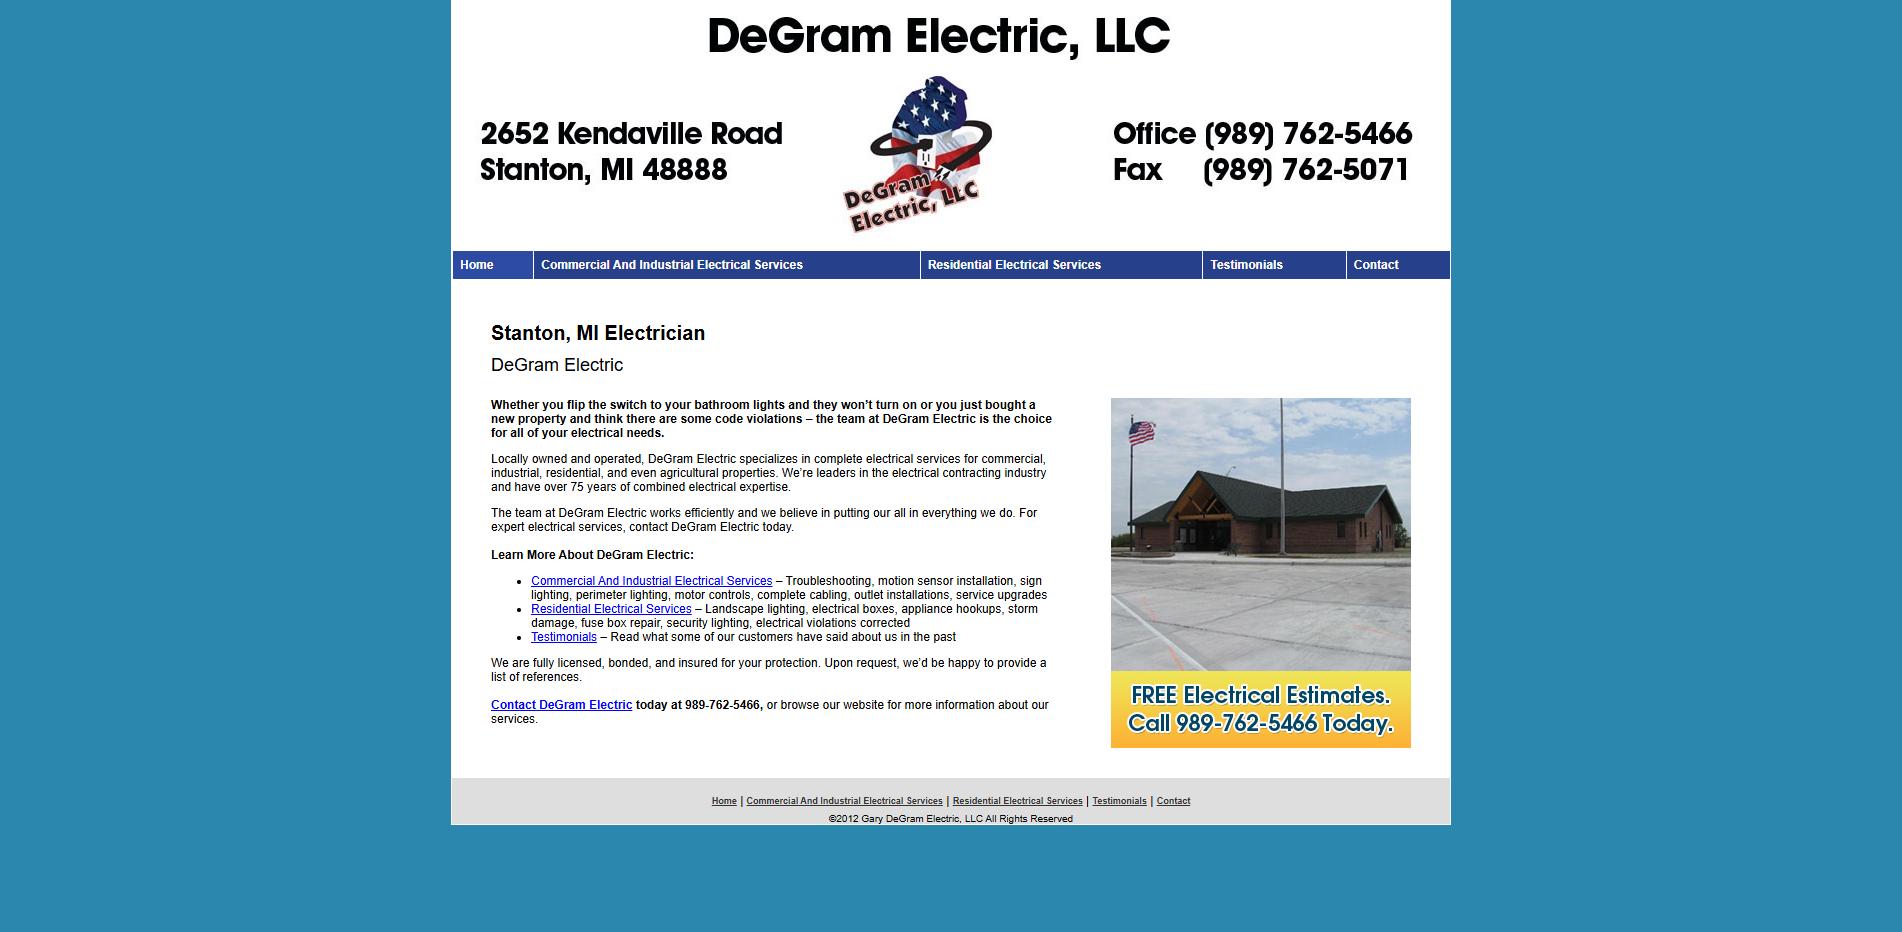 DeGram Electric, LLC
2652 Kendaville Road
Stanton, MI 48888
DeGram
Electric, LLC
Office (989) 762-5466
Fax (989) 762-5071
Home
Commercial And Industrial Electrical Services
Residential Electrical Services
Testimonials
Contact
Stanton, MI Electrician
DeGram Electric
Whether you flip the switch to your bathroom lights and they won’t turn on or you just bought a
new property and think there are some code violations – the team at DeGram Electric is the choice
for all of your electrical needs.
Locally owned and operated, DeGram Electric specializes in complete electrical services for commercial,
industrial, residential, and even agricultural properties. We’re leaders in the electrical contracting industry
and have over 75 years of combined electrical expertise.
The team at DeGram Electric works efficiently and we believe in putting our all in everything we do. For
expert electrical services, contact DeGram Electric today.
Learn More About DeGram Electric:
• Commercial And Industrial Electrical Services – Troubleshooting, motion sensor installation, sign
lighting, perimeter lighting, motor controls, complete cabling, outlet installations, service upgrades
• Residential Electrical Services – Landscape lighting, electrical boxes, appliance hookups, storm
damage, fuse box repair, security lighting, electrical violations corrected
• Testimonials – Read what some of our customers have said about us in the past
We are fully licensed, bonded, and insured for your protection. Upon request, we’d be happy to provide a
list of references.
Contact DeGram Electric today at 989-762-5466, or browse our website for more information about our
services.
FREE Electrical Estimates.
Call 989-762-5466 Today.
Home | Commercial And Industrial Electrical Services | Residential Electrical Services | Testimonials | Contact
©2012 Gary DeGram Electric, LLC All Rights Reserved